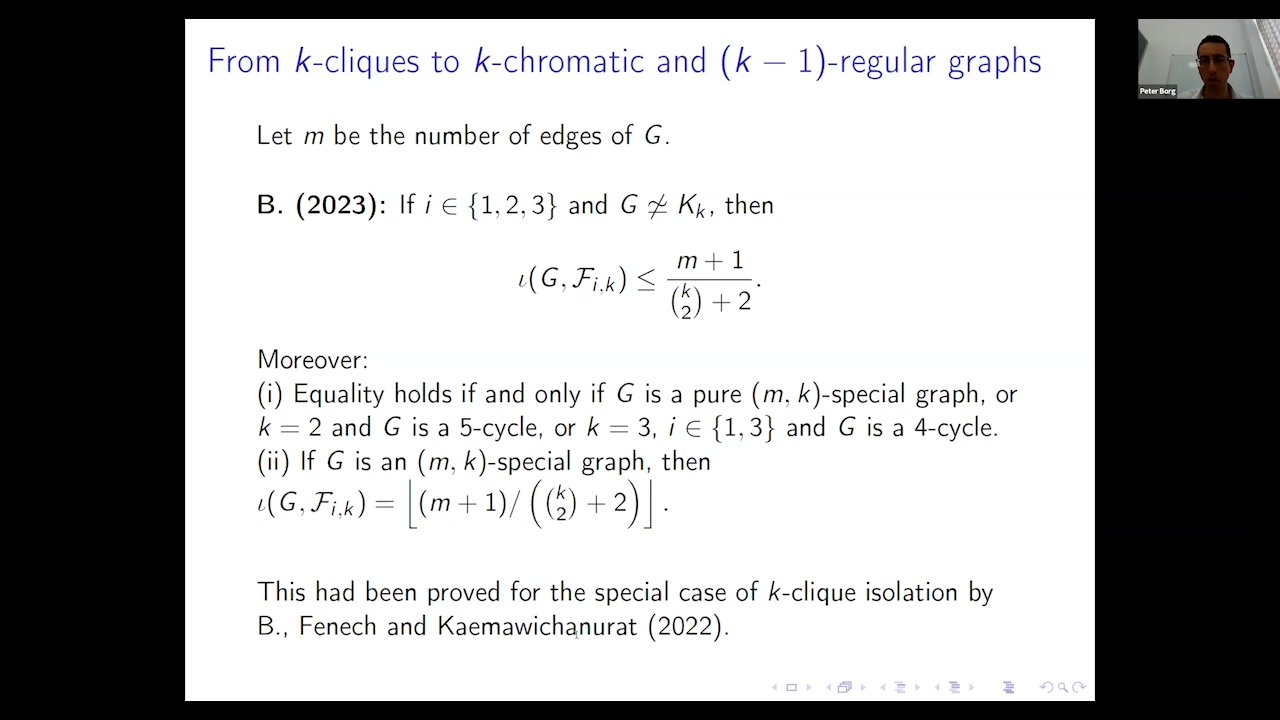 From k-cliques to k-chromatic and (k − 1)-regular graphs
Let m be the number of edges of G.
B. (2023): If i ∈ {1, 2, 3} and G ≄ K_k, then
ι(G, ℱ_{i,k}) ≤ \frac{m + 1}{\binom{k}{2} + 2}.
Moreover:
(i) Equality holds if and only if G is a pure (m, k)-special graph, or
k = 2 and G is a 5-cycle, or k = 3, i ∈ {1, 3} and G is a 4-cycle.
(ii) If G is an (m, k)-special graph, then
ι(G, ℱ_{i,k}) = ⌊(m + 1)/(\binom{k}{2} + 2)⌋.
This had been proved for the special case of k-clique isolation by
B., Fenech and Kaemawichanurat (2022).
Peter Borg